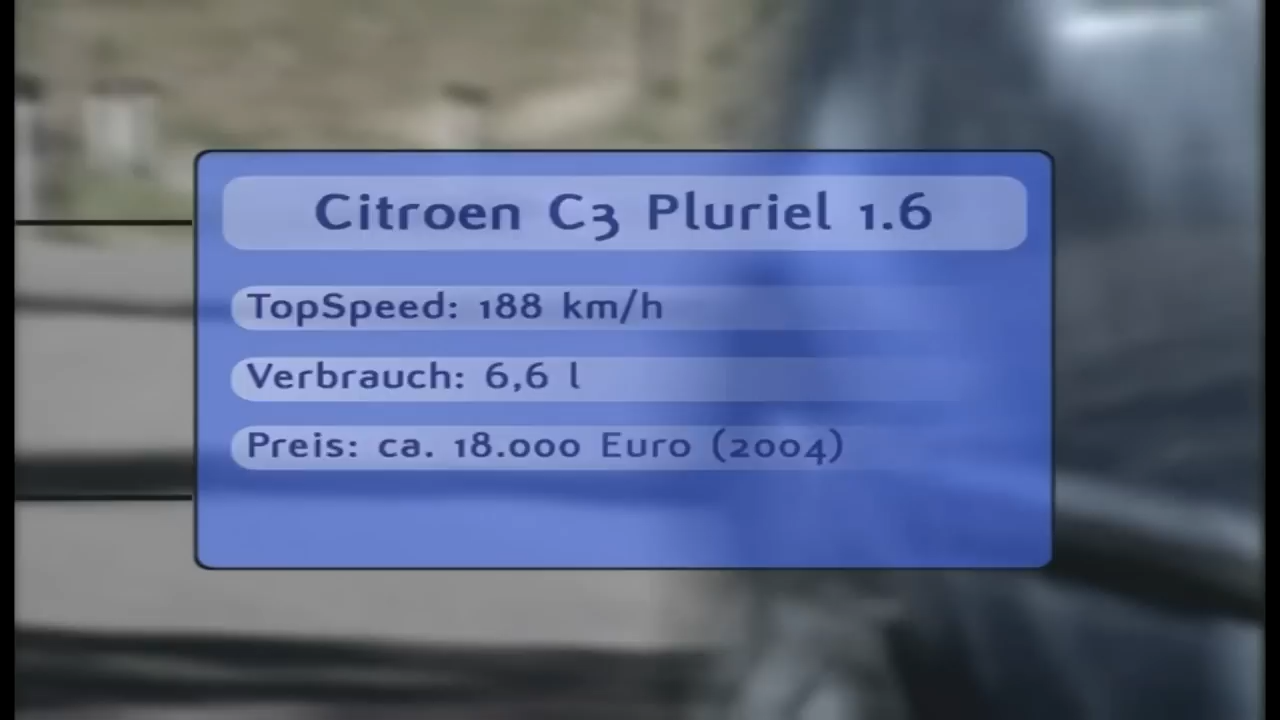 Citroen C3 Pluriel 1.6
TopSpeed: 188 km/h
Verbrauch: 6,6 l
Preis: ca. 18.000 Euro (2004)